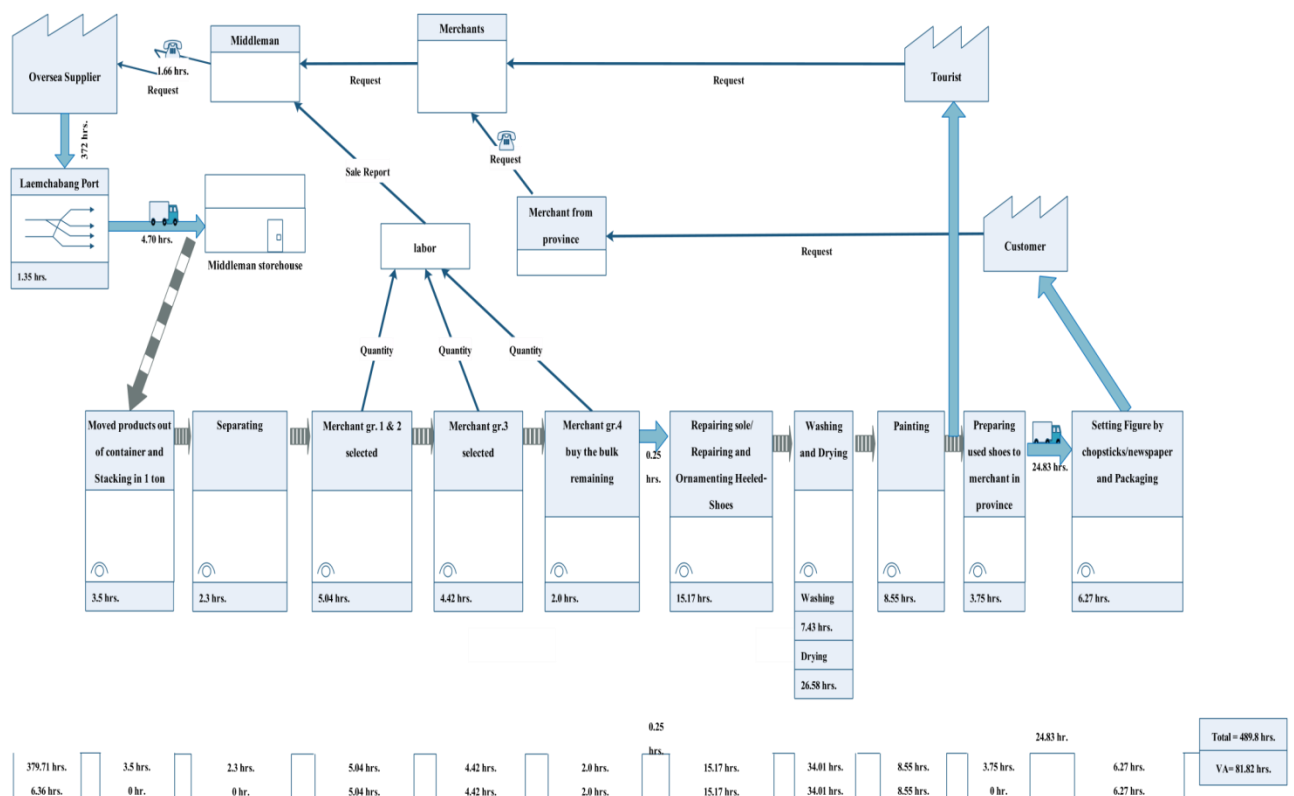 Oversea Supplier
1.66 hrs.
Request
Middleman
Request
Merchants
Request
Tourist
372 hrs.
Request
Sale Report
Laemchabang Port
1.35 hrs.
4.70 hrs.
Middleman storehouse
labor
Merchant from
province
Request
Customer
Quantity
Quantity
Quantity
Moved products out
of container and
Stacking in 1 ton
3.5 hrs.
Separating
2.3 hrs.
Merchant gr. 1 & 2
selected
5.04 hrs.
Merchant gr.3
selected
4.42 hrs.
Merchant gr.4
buy the bulk
remaining
2.0 hrs.
0.25
hrs.
Repairing sole/
Repairing and
Ornamenting Heeled-
Shoes
15.17 hrs.
Washing
and Drying
Washing
7.43 hrs.
Drying
26.58 hrs.
Painting
8.55 hrs.
Preparing
used shoes to
merchant in
province
3.75 hrs.
24.83 hrs.
Setting Figure by
chopsticks/newspaper
and Packaging
6.27 hrs.
0.25
hrs.
24.83 hr.
Total = 489.8 hrs.
VA= 81.82 hrs.
379.71 hrs. 3.5 hrs. 2.3 hrs. 5.04 hrs. 4.42 hrs. 2.0 hrs. 15.17 hrs. 34.01 hrs. 8.55 hrs. 3.75 hrs. 6.27 hrs.
6.36 hrs. 0 hr. 0 hr. 5.04 hrs. 4.42 hrs. 2.0 hrs. 15.17 hrs. 34.01 hrs. 8.55 hrs. 0 hr. 6.27 hrs.